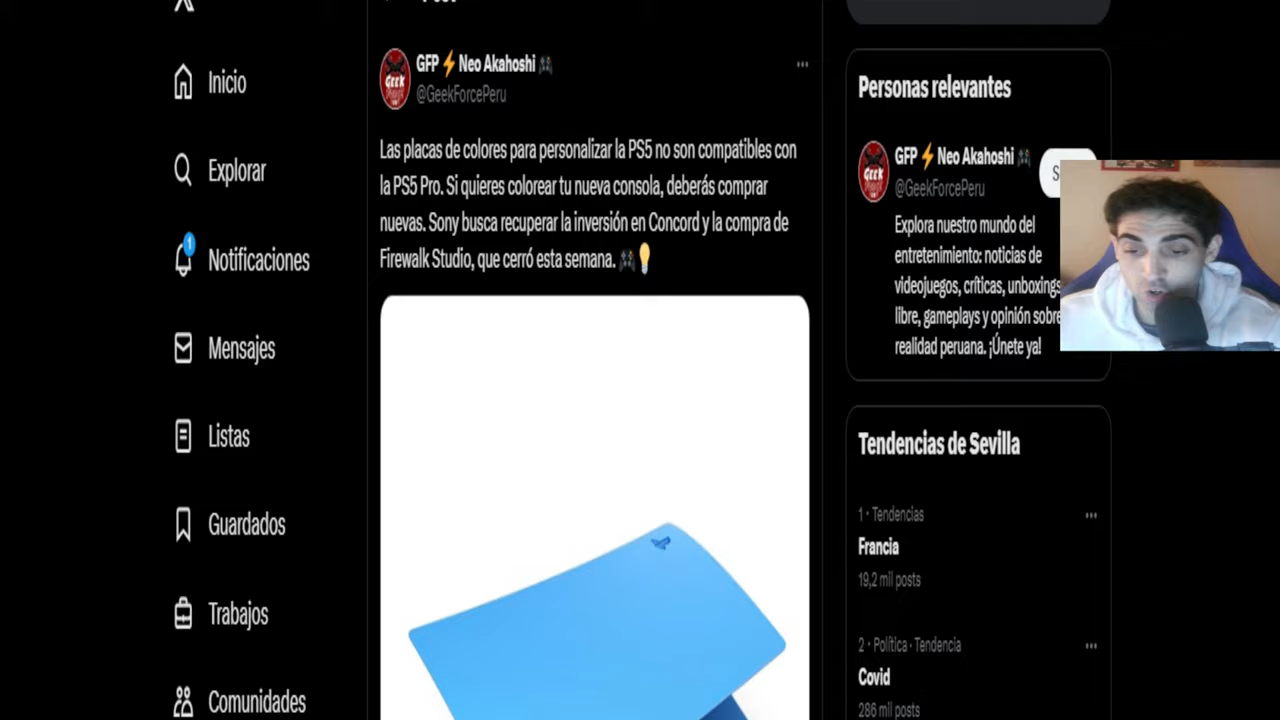 Inicio
Explorar
1
Notificaciones
Mensajes
Listas
Guardados
Trabajos
Comunidades
GFP⚡Neo Akahoshi🎮
@GeekForcePeru
Las placas de colores para personalizar la PS5 no son compatibles con
la PS5 Pro. Si quieres colorear tu nueva consola, deberás comprar
nuevas. Sony busca recuperar la inversión en Concord y la compra de
Firewalk Studio, que cerró esta semana.🎮💡
Personas relevantes
GFP⚡Neo Akahoshi🎮
@GeekForcePeru
Explora nuestro mundo del
entretenimiento: noticias de
videojuegos, críticas, unboxings
libre, gameplays y opinión sobre
realidad peruana. ¡Únete ya!
Tendencias de Sevilla
1 · Tendencias
Francia
19,2 mil posts
2 · Política · Tendencia
Covid
286 mil posts